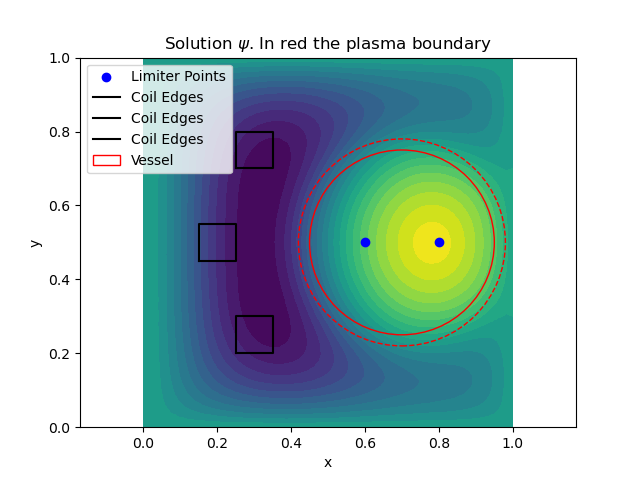 Solution ψ. In red the plasma boundary
Limiter Points
Coil Edges
Coil Edges
Coil Edges
Vessel
1.0
0.8
0.6
0.4
0.2
0.0
y
0.0 0.2 0.4 0.6 0.8 1.0
x